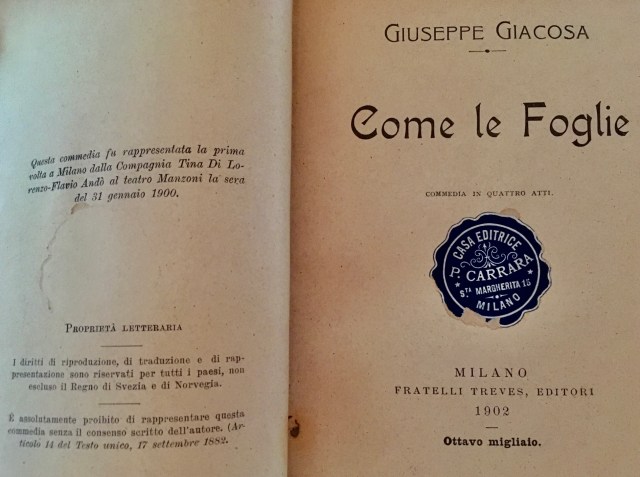 Questa commedia fu rappresentata la prima
volta a Milano dalla Compagnia Tina Di Lo-
renzo-Flavio Andò al teatro Manzoni la sera
del 31 gennaio 1900.
PROPRIETÀ LETTERARIA
I diritti di riproduzione, di traduzione e di rap-
presentazione sono riservati per tutti i paesi, non
escluso il Regno di Svezia e di Norvegia.
È assolutamente proibito di rappresentare questa
commedia senza il consenso scritto dell'autore. (Ar-
ticolo 14 del Testo unico, 17 settembre 1882.
GIUSEPPE GIACOSA
Come le Foglie
COMMEDIA IN QUATTRO ATTI.
CASA EDITRICE
P. CARRARA
STA MARGHERITA 16
MILANO
MILANO
FRATELLI TREVES, EDITORI
1902
Ottavo migliaio.